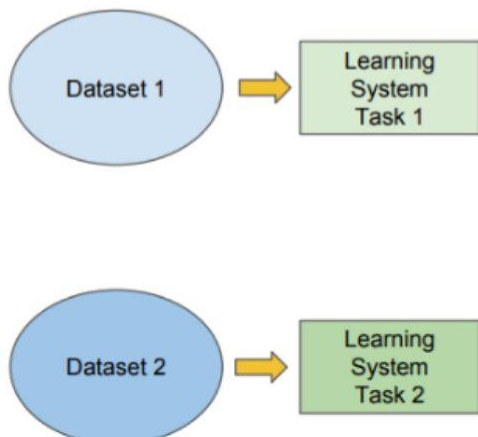 Dataset 1
Learning
System
Task 1
Dataset 2
Learning
System
Task 2